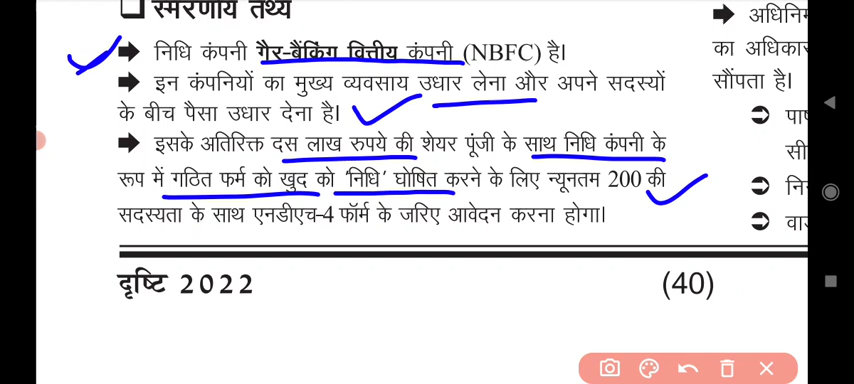 स्मरणीय तथ्य
निधि कंपनी गैर-बैंकिंग वित्तीय कंपनी (NBFC) है।
इन कंपनियों का मुख्य व्यवसाय उधार लेना और अपने सदस्यों
के बीच पैसा उधार देना है।
इसके अतिरिक्त दस लाख रुपये की शेयर पूंजी के साथ निधि कंपनी के
रूप में गठित फर्म को खुद को 'निधि' घोषित करने के लिए न्यूनतम 200 की
सदस्यता के साथ एनडीएच-4 फॉर्म के जरिए आवेदन करना होगा।
दृष्टि 2022
(40)
का अधिकार
सौंपता है।